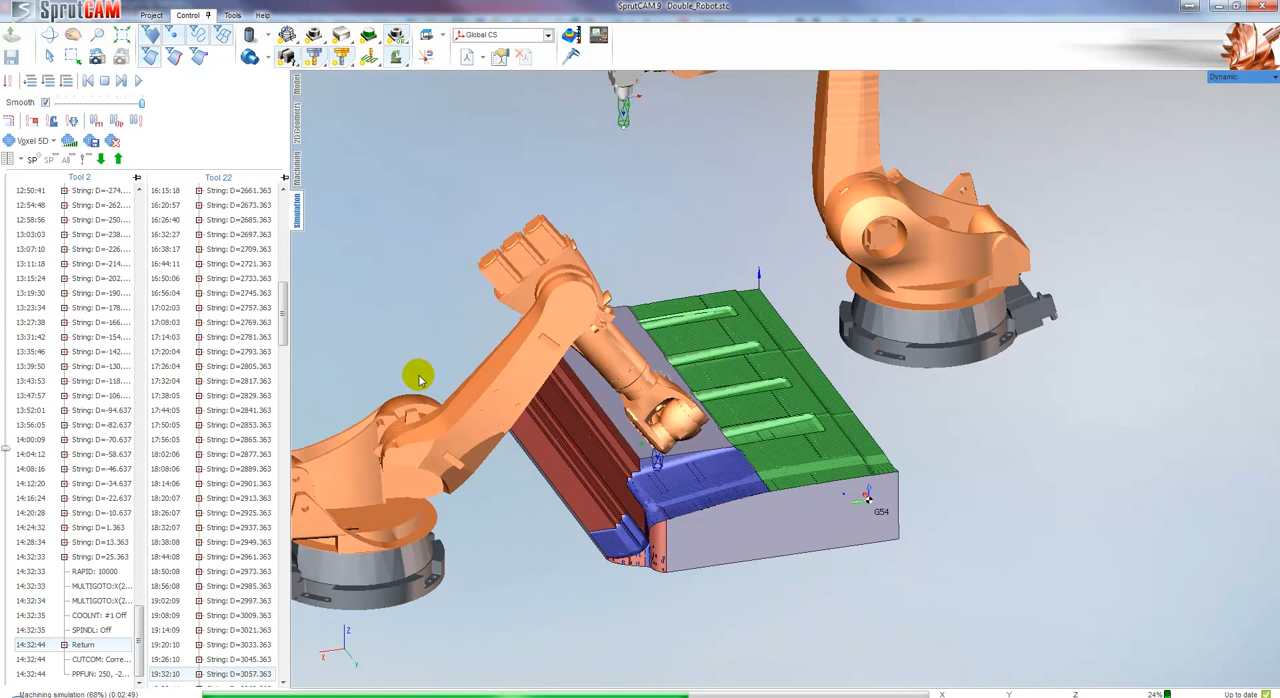 SprutCAM
SprutCAM 9 Double_Robot.stc
Project Control Tools Help
Global CS
Dynamic
Smooth
Voxel 5D
SP SP All
Model
2D Geometry
Machining
Simulation
Tool 2 Tool 22
12:50:41 String: D=-274.... 16:15:18 String: D=2661.363
12:54:48 String: D=-262.... 16:20:57 String: D=2673.363
12:58:56 String: D=-250.... 16:26:40 String: D=2685.363
13:03:03 String: D=-238.... 16:32:27 String: D=2697.363
13:07:10 String: D=-226.... 16:38:17 String: D=2709.363
13:11:18 String: D=-214.... 16:44:11 String: D=2721.363
13:15:24 String: D=-202.... 16:50:06 String: D=2733.363
13:19:30 String: D=-190.... 16:56:04 String: D=2745.363
13:23:34 String: D=-178.... 17:02:03 String: D=2757.363
13:27:38 String: D=-166.... 17:08:03 String: D=2769.363
13:31:42 String: D=-154.... 17:14:03 String: D=2781.363
13:35:46 String: D=-142.... 17:20:04 String: D=2793.363
13:39:50 String: D=-130.... 17:26:04 String: D=2805.363
13:43:53 String: D=-118.... 17:32:04 String: D=2817.363
13:47:57 String: D=-106.... 17:38:05 String: D=2829.363
13:52:01 String: D=-94.637 17:44:05 String: D=2841.363
13:56:05 String: D=-82.637 17:50:05 String: D=2853.363
14:00:09 String: D=-70.637 17:56:05 String: D=2865.363
14:04:12 String: D=-58.637 18:02:06 String: D=2877.363
14:08:16 String: D=-46.637 18:08:06 String: D=2889.363
14:12:20 String: D=-34.637 18:14:06 String: D=2901.363
14:16:24 String: D=-22.637 18:20:07 String: D=2913.363
14:20:28 String: D=-10.637 18:26:07 String: D=2925.363
14:24:32 String: D=1.363 18:32:07 String: D=2937.363
14:28:34 String: D=13.363 18:38:08 String: D=2949.363
14:32:33 String: D=25.363 18:44:08 String: D=2961.363
14:32:33 RAPID: 10000 18:50:08 String: D=2973.363
14:32:33 MULTIGOTO:X(2... 18:56:08 String: D=2985.363
14:32:34 MULTIGOTO:X(2... 19:02:09 String: D=2997.363
14:32:35 COOLNT: #1 Off 19:08:09 String: D=3009.363
14:32:35 SPINDL: Off 19:14:09 String: D=3021.363
14:32:44 Return 19:20:10 String: D=3033.363
14:32:44 CUTCOM: Corre... 19:26:10 String: D=3045.363
14:32:44 PPFUN: 250, -2... 19:32:10 String: D=3057.363
G54
Z
X
Y
Machining simulation (68%) (0:02:49) X Y Z 24% Up to date